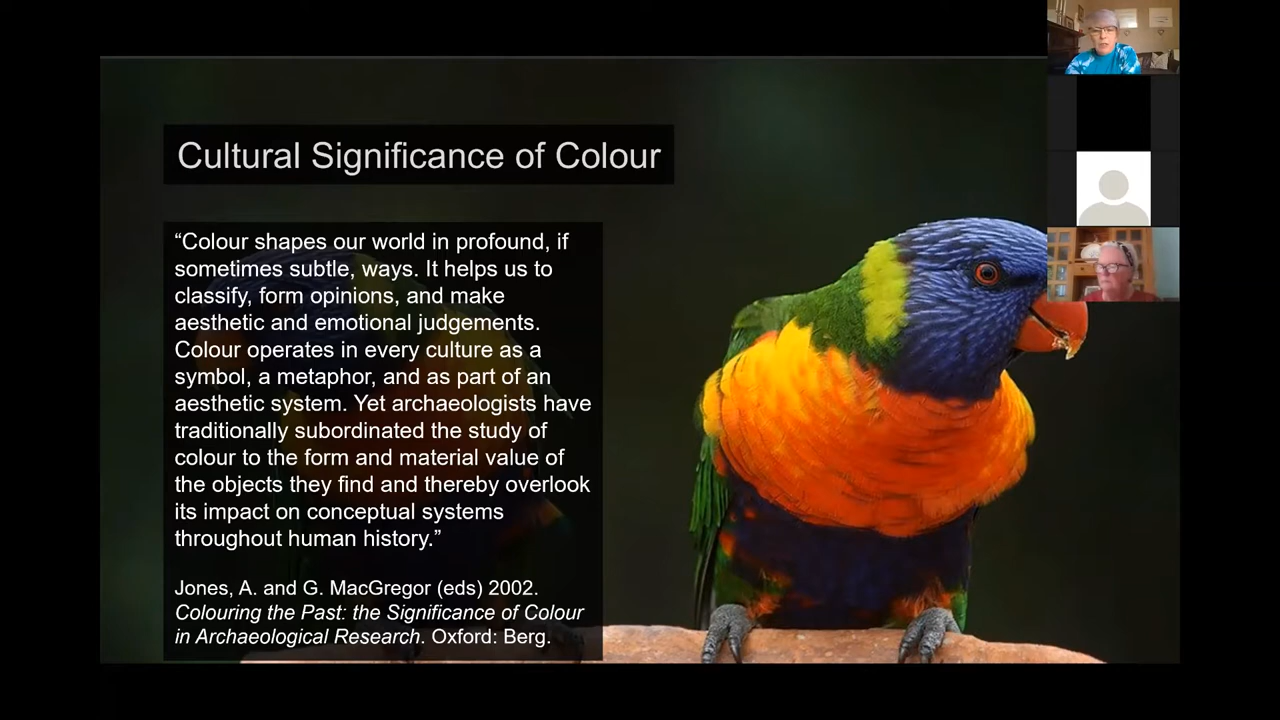 Cultural Significance of Colour
“Colour shapes our world in profound, if
sometimes subtle, ways. It helps us to
classify, form opinions, and make
aesthetic and emotional judgements.
Colour operates in every culture as a
symbol, a metaphor, and as part of an
aesthetic system. Yet archaeologists have
traditionally subordinated the study of
colour to the form and material value of
the objects they find and thereby overlook
its impact on conceptual systems
throughout human history.”
Jones, A. and G. MacGregor (eds) 2002.
Colouring the Past: the Significance of Colour
in Archaeological Research. Oxford: Berg.